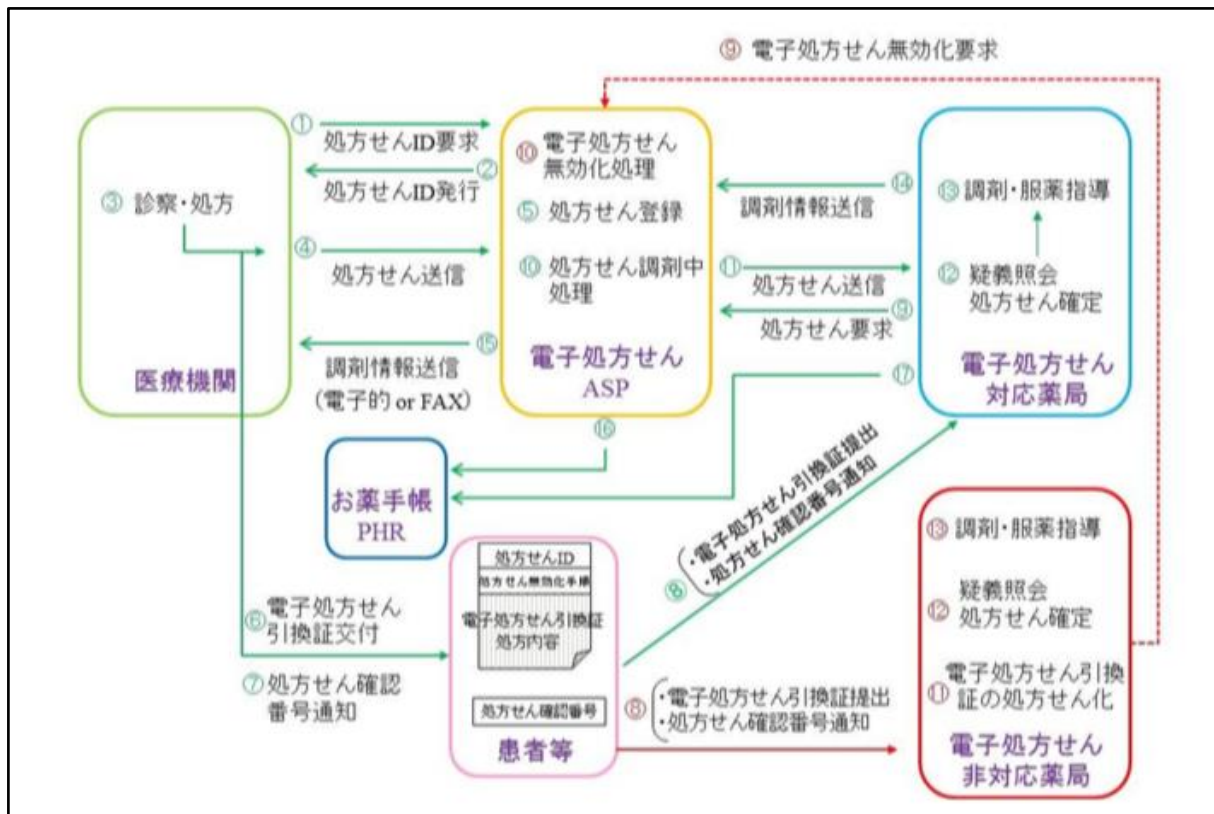 ⑨ 電子処方せん無効化要求
①
処方せんID要求
②
処方せんID発行
③ 診察・処方
④
処方せん送信
⑮
調剤情報送信
(電子的 or FAX)
医療機関
⑩ 電子処方せん
無効化処理
⑤ 処方せん登録
⑩ 処方せん調剤中
処理
電子処方せん
ASP
⑭
調剤情報送信
⑪
処方せん送信
⑨
処方せん要求
⑰
⑬ 調剤・服薬指導
⑫ 疑義照会
処方せん確定
電子処方せん
対応薬局
⑯
お薬手帳
PHR
⑥ 電子処方せん
引換証交付
⑦ 処方せん確認
番号通知
処方せんID
処方せん無効化手順
電子処方せん引換証
処方内容
処方せん確認番号
患者等
⑧
・電子処方せん引換証提出
・処方せん確認番号通知
⑧
・電子処方せん引換証提出
・処方せん確認番号通知
⑬ 調剤・服薬指導
⑫ 疑義照会
処方せん確定
⑪ 電子処方せん引換
証の処方せん化
電子処方せん
非対応薬局